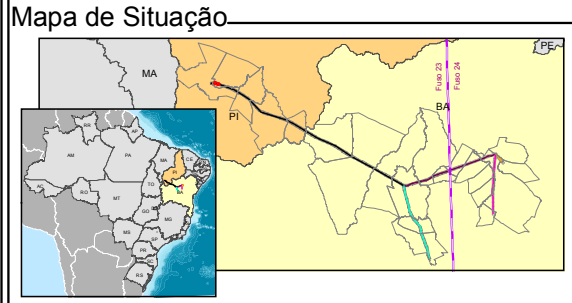 Mapa de Situação
PE
MA
Fuso 23
Fuso 24
BA
PI
RR
AP
AM
PA
MA
CE
PI
AC
TO
BA
RO
MT
GO
MG
MS
SP
PR
SC
RS